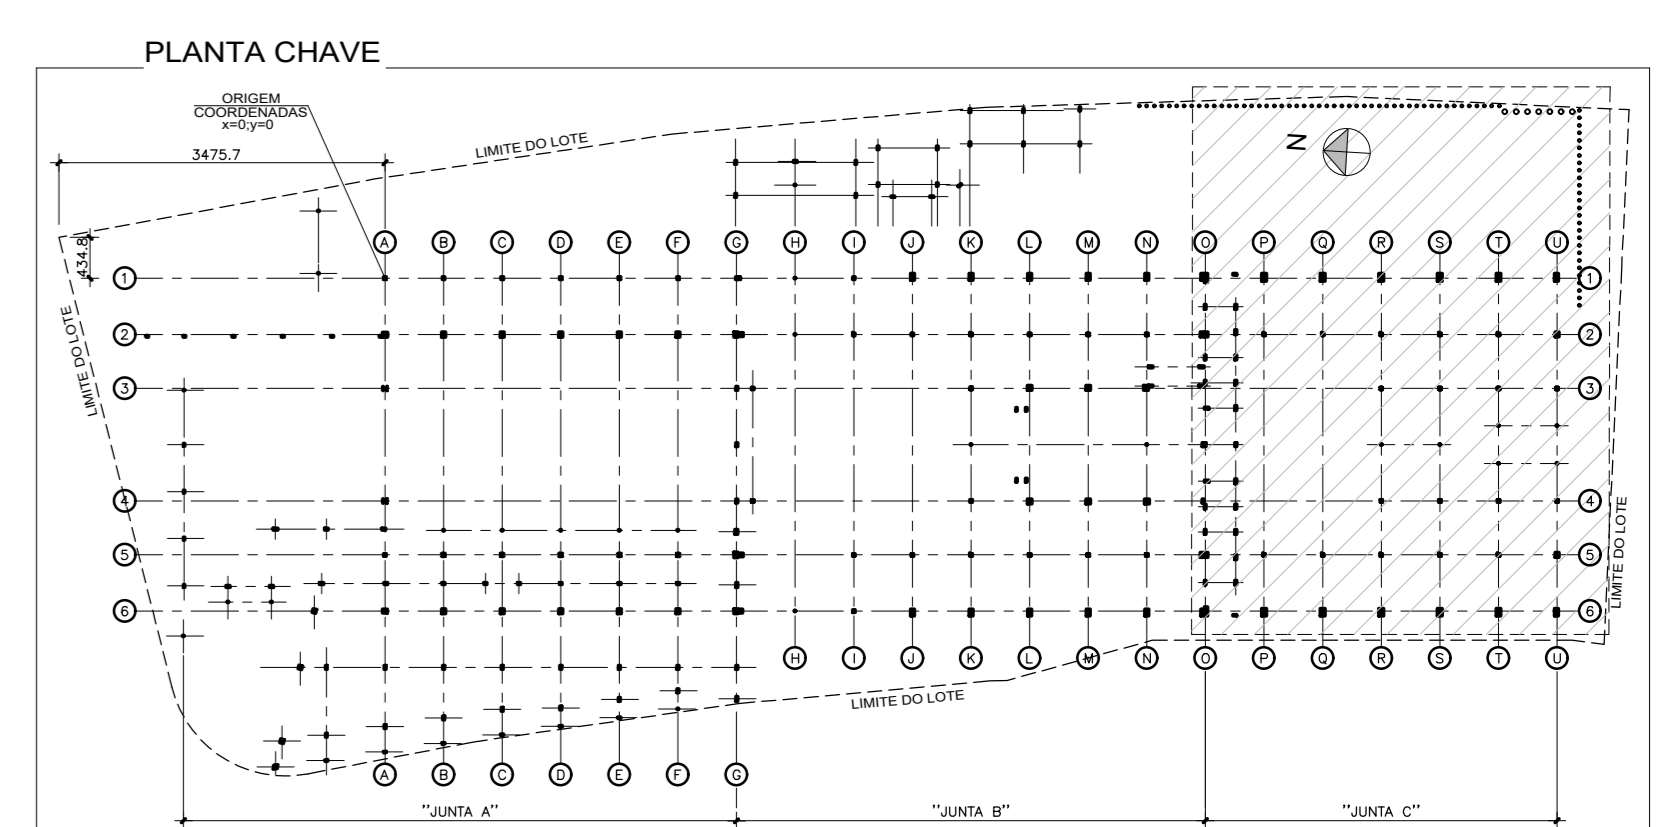 PLANTA CHAVE
ORIGEM
COORDENADAS
x=0;y=0
LIMITE DO LOTE
N
3475.7
434.8
A B C D E F G H I J K L M N O P Q R S T U
1 1
2 2
LIMITE DO LOTE
3 3
4 4
LIMITE DO LOTE
5 5
6 6
H I J K L M N O P Q R S T U
LIMITE DO LOTE
A B C D E F G
"JUNTA A" "JUNTA B" "JUNTA C"